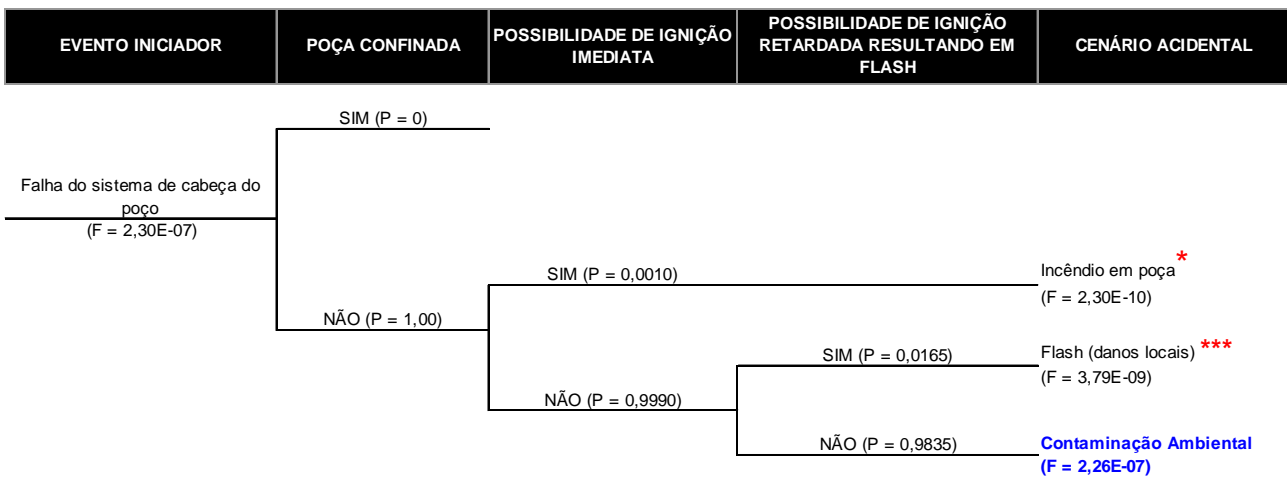 EVENTO INICIADOR
POÇA CONFINADA
POSSIBILIDADE DE IGNIÇÃO
IMEDIATA
POSSIBILIDADE DE IGNIÇÃO
RETARDADA RESULTANDO EM
FLASH
CENÁRIO ACIDENTAL
SIM (P = 0)
Falha do sistema de cabeça do
poço
(F = 2,30E-07)
SIM (P = 0,0010)
Incêndio em poça *
(F = 2,30E-10)
NÃO (P = 1,00)
SIM (P = 0,0165)
Flash (danos locais) ***
(F = 3,79E-09)
NÃO (P = 0,9990)
NÃO (P = 0,9835)
Contaminação Ambiental
(F = 2,26E-07)